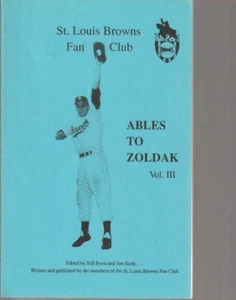 St. Louis Browns
Fan Club
ABLES
TO
ZOLDAK
Vol. III
Edited by Bill Borst and Jim Scott
Written and published by the members of the St. Louis Browns Fan Club